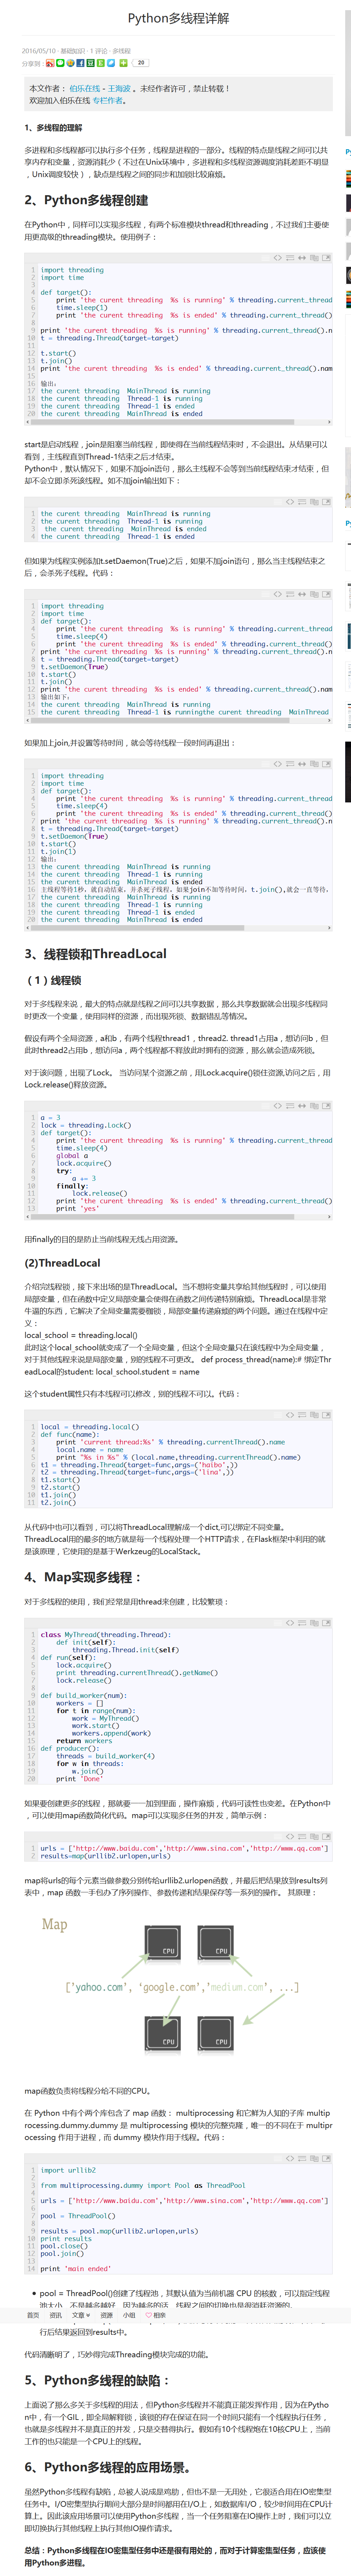 Python多线程详解
2016/05/10 · 基础知识 · 1 评论 · 多线程
分享到：
20
本文作者： 伯乐在线 - 王海波 。未经作者许可，禁止转载！
欢迎加入伯乐在线 专栏作者。
1、多线程的理解
多进程和多线程都可以执行多个任务，线程是进程的一部分。线程的特点是线程之间可以共
享内存和变量，资源消耗少（不过在Unix环境中，多进程和多线程资源调度消耗差距不明显
，Unix调度较快），缺点是线程之间的同步和加锁比较麻烦。
2、Python多线程创建
在Python中，同样可以实现多线程，有两个标准模块thread和threading，不过我们主要使
用更高级的threading模块。使用例子：
1 import threading
2 import time
3
4 def target():
5 print 'the curent threading  %s is running' % threading.current_thread
6 time.sleep(1)
7 print 'the curent threading  %s is ended' % threading.current_thread()
8
9 print 'the curent threading  %s is running' % threading.current_thread().n
10 t = threading.Thread(target=target)
11
12 t.start()
13 t.join()
14 print 'the curent threading  %s is ended' % threading.current_thread().nam
15
16 输出:
17 the curent threading  MainThread is running
18 the curent threading  Thread-1 is running
19 the curent threading  Thread-1 is ended
20 the curent threading  MainThread is ended
start是启动线程，join是阻塞当前线程，即使得在当前线程结束时，不会退出。从结果可以
看到，主线程直到Thread-1结束之后才结束。
Python中，默认情况下，如果不加join语句，那么主线程不会等到当前线程结束才结束，但
却不会立即杀死该线程。如不加join输出如下：
1 the curent threading  MainThread is running
2 the curent threading  Thread-1 is running
3 the curent threading  MainThread is ended
4 the curent threading  Thread-1 is ended
但如果为线程实例添加t.setDaemon(True)之后，如果不加join语句，那么当主线程结束之
后，会杀死子线程。代码：
1 import threading
2 import time
3 def target():
4 print 'the curent threading  %s is running' % threading.current_thread
5 time.sleep(4)
6 print 'the curent threading  %s is ended' % threading.current_thread()
7 print 'the curent threading  %s is running' % threading.current_thread().n
8 t = threading.Thread(target=target)
9 t.setDaemon(True)
10 t.start()
11 t.join()
12 print 'the curent threading  %s is ended' % threading.current_thread().nam
13 输出如下:
14 the curent threading  MainThread is running
15 the curent threading  Thread-1 is runningthe curent threading  MainThread
如果加上join,并设置等待时间，就会等待线程一段时间再退出：
1 import threading
2 import time
3 def target():
4 print 'the curent threading  %s is running' % threading.current_thread
5 time.sleep(4)
6 print 'the curent threading  %s is ended' % threading.current_thread()
7 print 'the curent threading  %s is running' % threading.current_thread().n
8 t = threading.Thread(target=target)
9 t.setDaemon(True)
10 t.start()
11 t.join(1)
12 输出:
13 the curent threading  MainThread is running
14 the curent threading  Thread-1 is running
15 the curent threading  MainThread is ended
16 主线程等待1秒，就自动结束，并杀死子线程。如果join不加等待时间，t.join(),就会一直等待，
17 the curent threading  MainThread is running
18 the curent threading  Thread-1 is running
19 the curent threading  Thread-1 is ended
20 the curent threading  MainThread is ended
3、线程锁和ThreadLocal
（1）线程锁
对于多线程来说，最大的特点就是线程之间可以共享数据，那么共享数据就会出现多线程同
时更改一个变量，使用同样的资源，而出现死锁、数据错乱等情况。
假设有两个全局资源，a和b，有两个线程thread1，thread2. thread1占用a，想访问b，但
此时thread2占用b，想访问a，两个线程都不释放此时拥有的资源，那么就会造成死锁。
对于该问题，出现了Lock。 当访问某个资源之前，用Lock.acquire()锁住资源,访问之后，用
Lock.release()释放资源。
1 a = 3
2 lock = threading.Lock()
3 def target():
4 print 'the curent threading  %s is running' % threading.current_thread
5 time.sleep(4)
6 global a
7 lock.acquire()
8 try:
9 a += 3
10 finally:
11 lock.release()
12 print 'the curent threading  %s is ended' % threading.current_thread()
13 print 'yes'
用finally的目的是防止当前线程无线占用资源。
(2)ThreadLocal
介绍完线程锁，接下来出场的是ThreadLocal。当不想将变量共享给其他线程时，可以使用
局部变量，但在函数中定义局部变量会使得在函数之间传递特别麻烦。ThreadLocal是非常
牛逼的东西，它解决了全局变量需要枷锁，局部变量传递麻烦的两个问题。通过在线程中定
义：
local_school = threading.local()
此时这个local_school就变成了一个全局变量，但这个全局变量只在该线程中为全局变量，
对于其他线程来说是局部变量，别的线程不可更改。 def process_thread(name):# 绑定Thr
eadLocal的student: local_school.student = name
这个student属性只有本线程可以修改，别的线程不可以。代码：
1 local = threading.local()
2 def func(name):
3 print 'current thread:%s' % threading.currentThread().name
4 local.name = name
5 print "%s in %s" % (local.name,threading.currentThread().name)
6 t1 = threading.Thread(target=func,args=('haibo',))
7 t2 = threading.Thread(target=func,args=('lina',))
8 t1.start()
9 t2.start()
10 t1.join()
11 t2.join()
从代码中也可以看到，可以将ThreadLocal理解成一个dict,可以绑定不同变量。
ThreadLocal用的最多的地方就是每一个线程处理一个HTTP请求，在Flask框架中利用的就
是该原理，它使用的是基于Werkzeug的LocalStack。
4、Map实现多线程：
对于多线程的使用，我们经常是用thread来创建，比较繁琐：
1 class MyThread(threading.Thread):
2 def init(self):
3 threading.Thread.init(self)
4 def run(self):
5 lock.acquire()
6 print threading.currentThread().getName()
7 lock.release()
8
9 def build_worker(num):
10 workers = []
11 for t in range(num):
12 work = MyThread()
13 work.start()
14 workers.append(work)
15 return workers
16 def producer():
17 threads = build_worker(4)
18 for w in threads:
19 w.join()
20 print 'Done'
如果要创建更多的线程，那就要一一加到里面，操作麻烦，代码可读性也变差。在Python中
，可以使用map函数简化代码。map可以实现多任务的并发，简单示例：
1 urls = ['http://www.baidu.com','http://www.sina.com','http://www.qq.com']
2 results=map(urllib2.urlopen,urls)
map将urls的每个元素当做参数分别传给urllib2.urlopen函数，并最后把结果放到results列
表中，map 函数一手包办了序列操作、参数传递和结果保存等一系列的操作。 其原理：
Map
CPU CPU
['yahoo.com', 'google.com','medium.com', ...]
CPU CPU
map函数负责将线程分给不同的CPU。
在 Python 中有个两个库包含了 map 函数： multiprocessing 和它鲜为人知的子库 multip
rocessing.dummy.dummy 是 multiprocessing 模块的完整克隆，唯一的不同在于 multipr
ocessing 作用于进程，而 dummy 模块作用于线程。代码：
1 import urllib2
2
3 from multiprocessing.dummy import Pool as ThreadPool
4
5 urls = ['http://www.baidu.com','http://www.sina.com','http://www.qq.com']
6
7 pool = ThreadPool()
8
9 results = pool.map(urllib2.urlopen,urls)
10 print results
11 pool.close()
12 pool.join()
13
14 print 'main ended'
pool = ThreadPool()创建了线程池，其默认值为当前机器 CPU 的核数，可以指定线程
池大小，不是越多越好，因为越多的话，线程之间的切换也是很消耗资源的。
首页 资讯 文章 资源 小组 相亲
行后结果返回到results中。
代码清晰明了，巧妙得完成Threading模块完成的功能。
5、Python多线程的缺陷：
上面说了那么多关于多线程的用法，但Python多线程并不能真正能发挥作用，因为在Pytho
n中，有一个GIL，即全局解释锁，该锁的存在保证在同一个时间只能有一个线程执行任务，
也就是多线程并不是真正的并发，只是交替得执行。假如有10个线程炮在10核CPU上，当前
工作的也只能是一个CPU上的线程。
6、Python多线程的应用场景。
虽然Python多线程有缺陷，总被人说成是鸡肋，但也不是一无用处，它很适合用在IO密集型
任务中。I/O密集型执行期间大部分是时间都用在I/O上，如数据库I/O，较少时间用在CPU计
算上。因此该应用场景可以使用Python多线程，当一个任务阻塞在IO操作上时，我们可以立
即切换执行其他线程上执行其他IO操作请求。
总结：Python多线程在IO密集型任务中还是很有用处的，而对于计算密集型任务，应该使
用Python多进程。